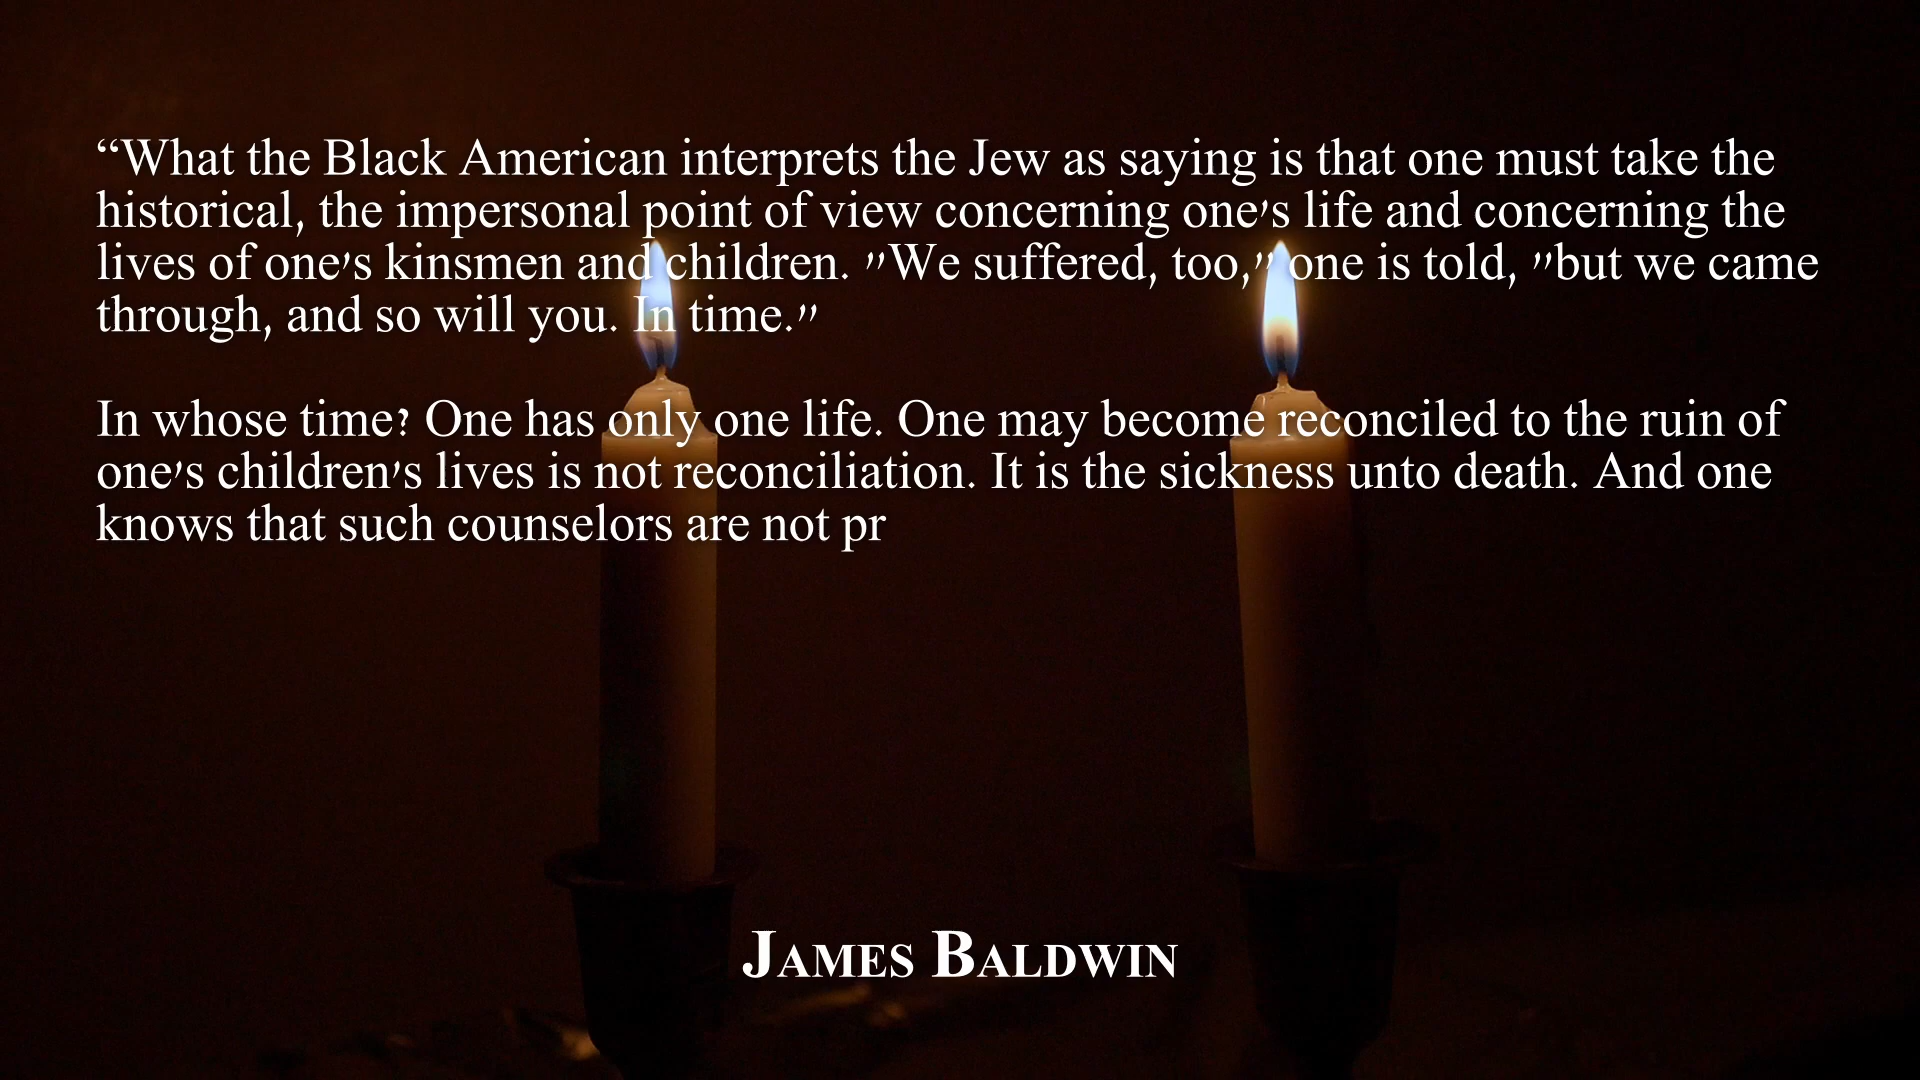 “What the Black American interprets the Jew as saying is that one must take the
historical, the impersonal point of view concerning one's life and concerning the
lives of one's kinsmen and children. "We suffered, too," one is told, "but we came
through, and so will you. In time."
In whose time? One has only one life. One may become reconciled to the ruin of
one's children's lives is not reconciliation. It is the sickness unto death. And one
knows that such counselors are not pr
James Baldwin